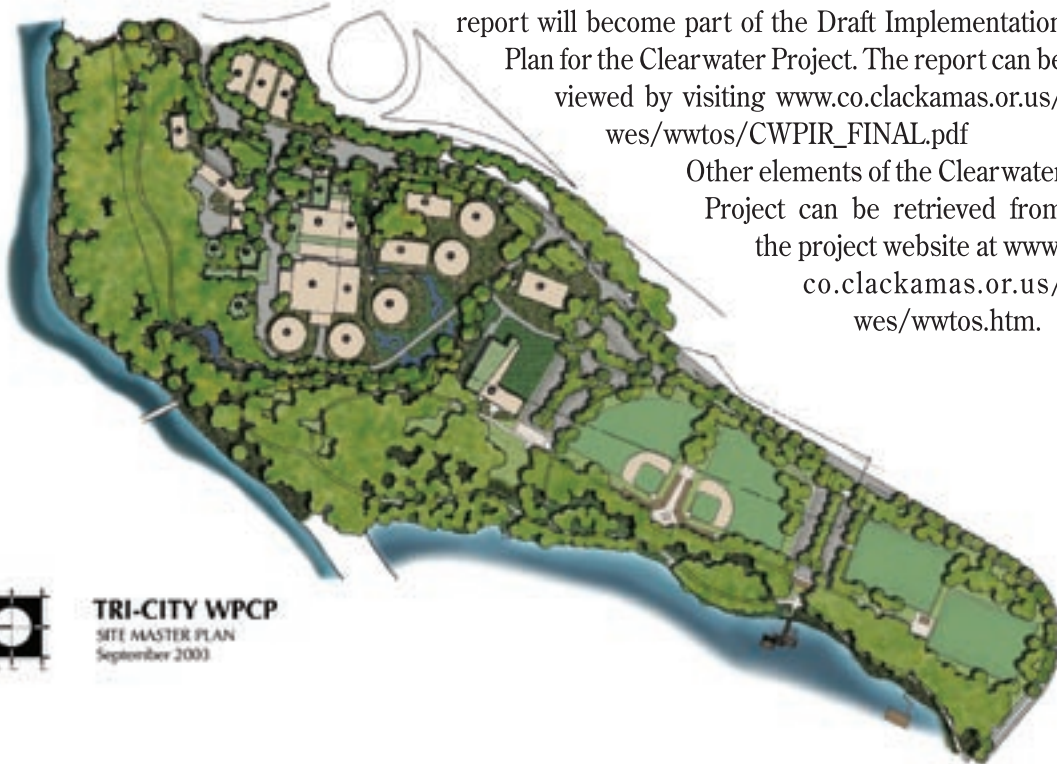 report will become part of the Draft Implementation
Plan for the Clearwater Project. The report can be
viewed by visiting www.co.clackamas.or.us/
wes/wwtos/CWPIR_FINAL.pdf
Other elements of the Clearwater
Project can be retrieved from
the project website at www.
co.clackamas.or.us/
wes/wwtos.htm.
TRI-CITY WPCP
SITE MASTER PLAN
September 2003